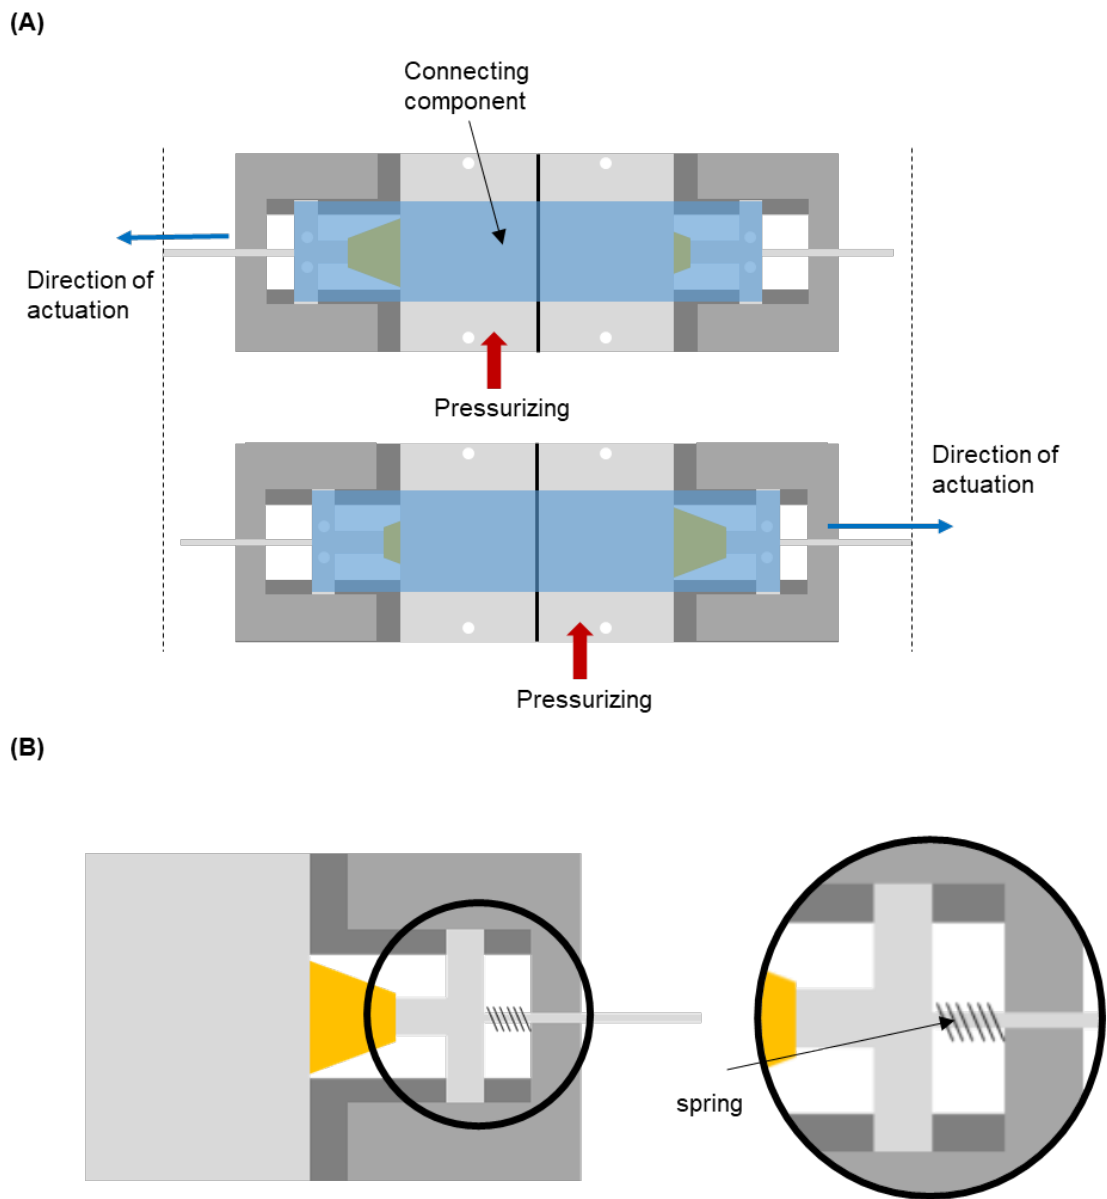 (A)
Connecting
component
Direction of
actuation
Pressurizing
Direction of
actuation
Pressurizing
(B)
spring